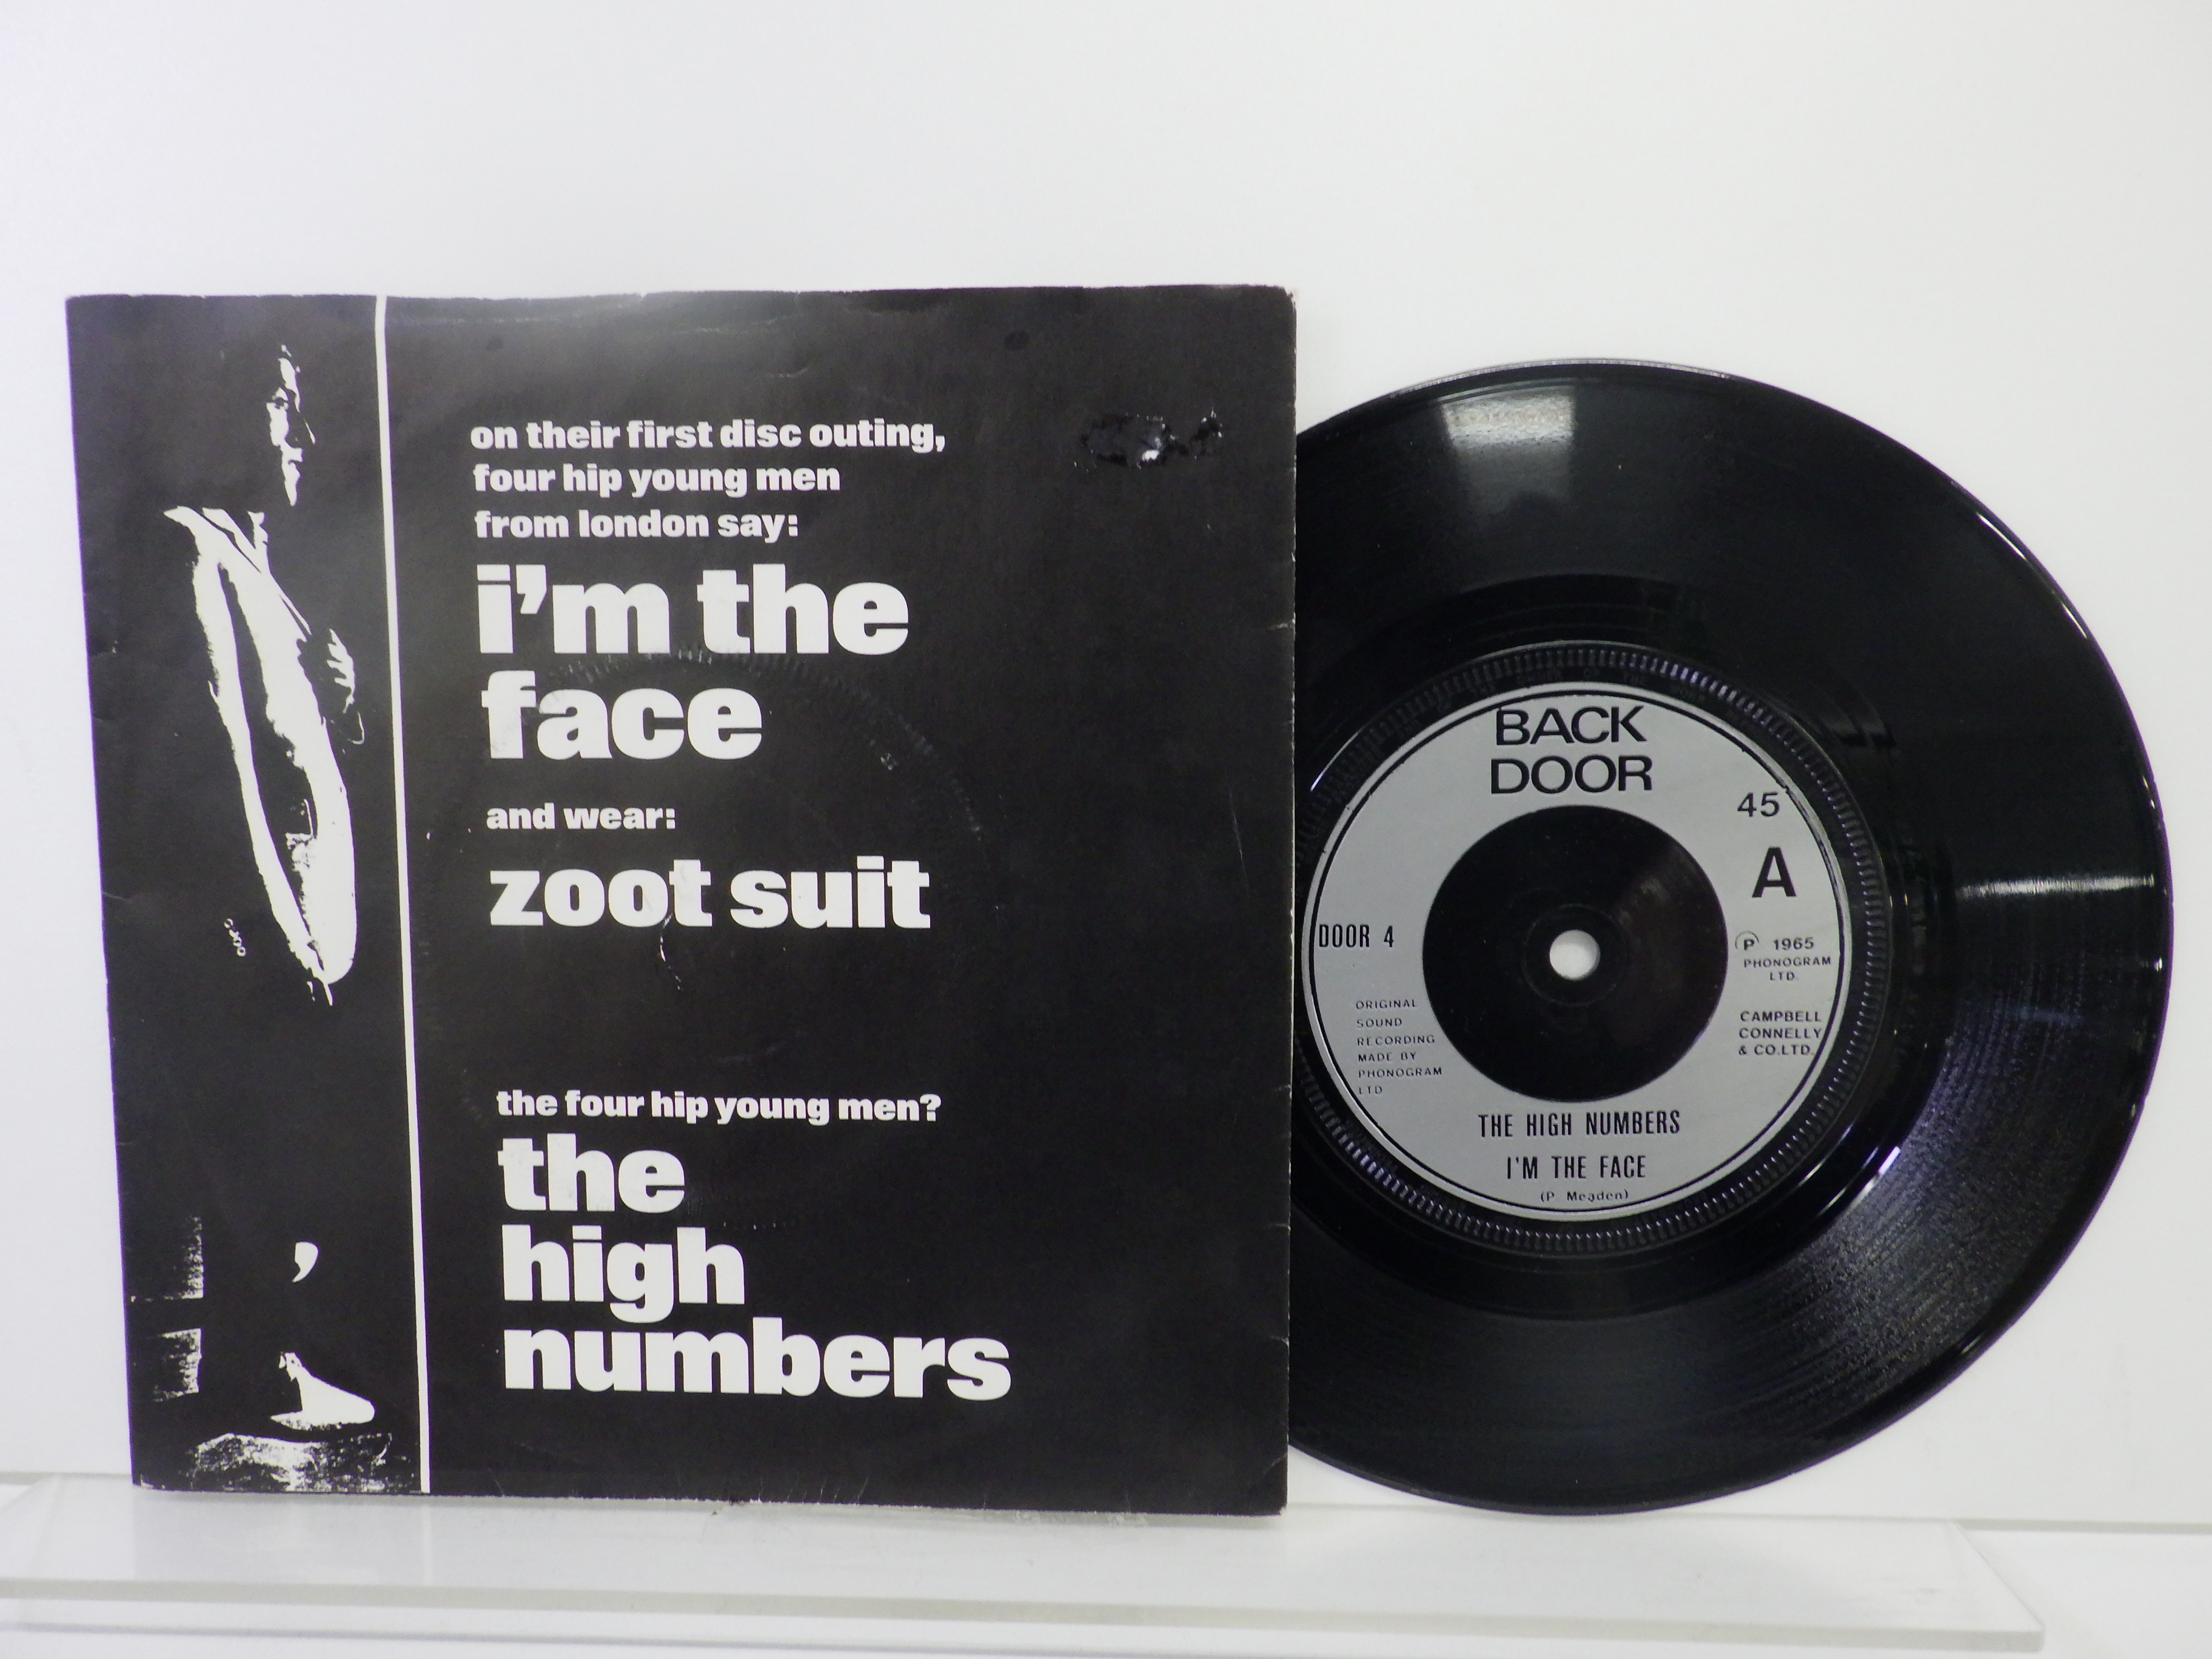 on their first disc outing,
four hip young men
from london say:
i'm the
face
and wear:
zoot suit
the four hip young men?
the
high
numbers
BACK
DOOR
45
A
DOOR 4
Ⓟ 1965
PHONOGRAM
LTD.
ORIGINAL
SOUND
RECORDING
MADE BY
PHONOGRAM
LTD
CAMPBELL
CONNELLY
& CO.LTD.
THE HIGH NUMBERS
I'M THE FACE
(P Meaden)